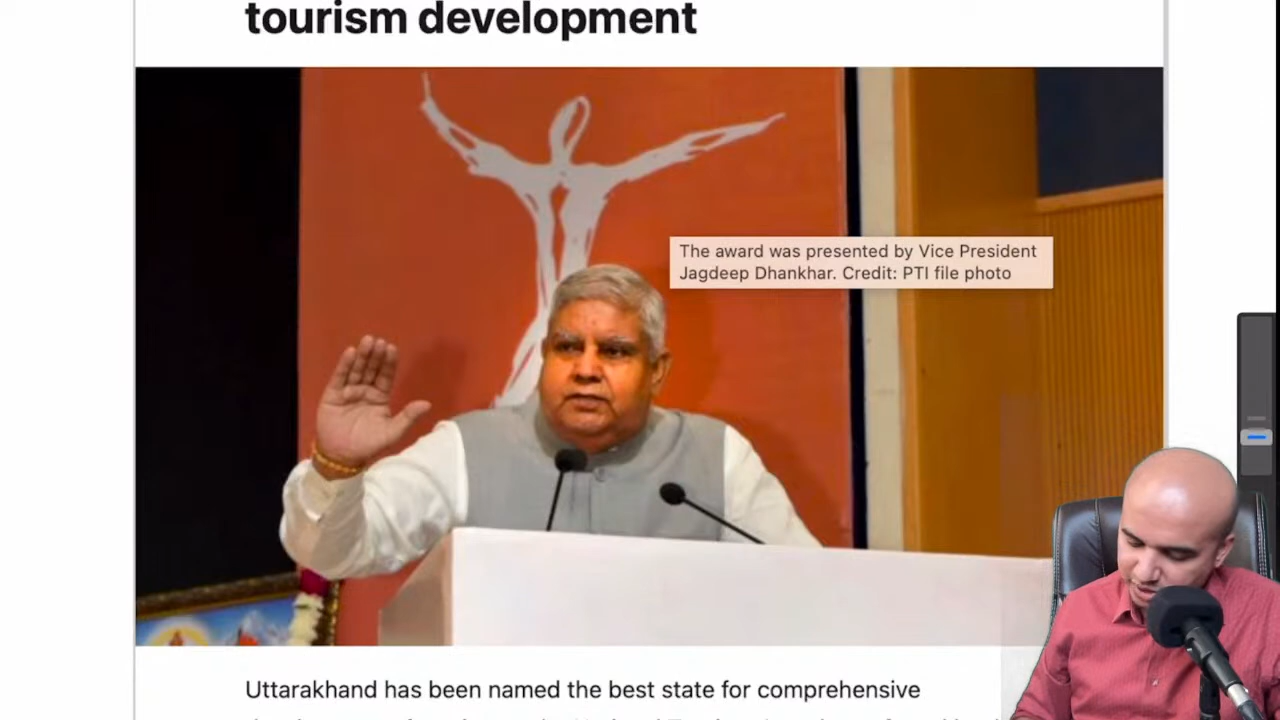 tourism development
The award was presented by Vice President
Jagdeep Dhankhar. Credit: PTI file photo
Uttarakhand has been named the best state for comprehensive